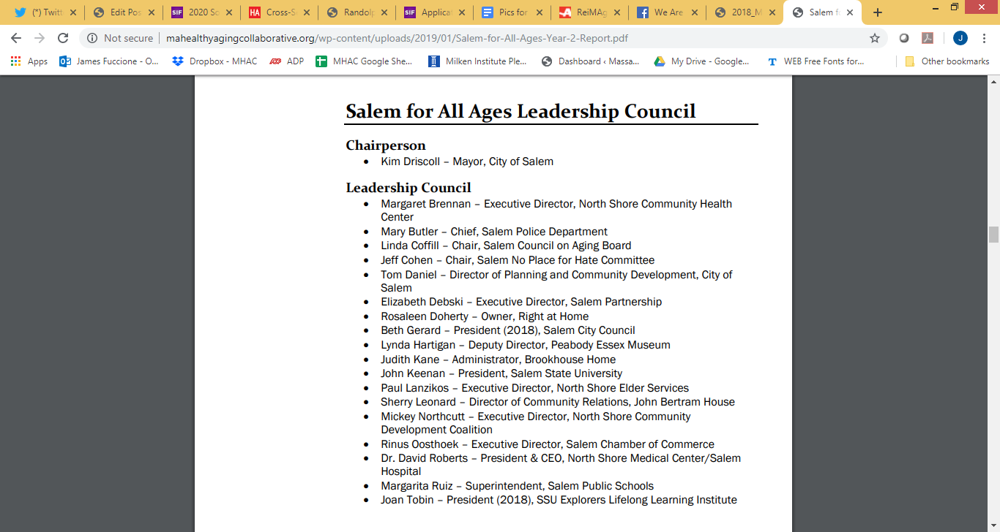 (*) Twitt
Edit Pos
2020 So
Cross-S
Randolp
Applicat
Pics for
ReiMAg
We Are
2018_M
Salem f
Not secure | mahealthyagingcollaborative.org/wp-content/uploads/2019/01/Salem-for-All-Ages-Year-2-Report.pdf
J
Apps
James Fuccione - O...
Dropbox - MHAC
ADP
MHAC Google She...
Milken Institute Ple...
Dashboard ‹ Massa...
My Drive - Google...
WEB Free Fonts for...
Other bookmarks
Salem for All Ages Leadership Council
Chairperson
• Kim Driscoll – Mayor, City of Salem
Leadership Council
• Margaret Brennan – Executive Director, North Shore Community Health
Center
• Mary Butler – Chief, Salem Police Department
• Linda Coffill – Chair, Salem Council on Aging Board
• Jeff Cohen – Chair, Salem No Place for Hate Committee
• Tom Daniel – Director of Planning and Community Development, City of
Salem
• Elizabeth Debski – Executive Director, Salem Partnership
• Rosaleen Doherty – Owner, Right at Home
• Beth Gerard – President (2018), Salem City Council
• Lynda Hartigan – Deputy Director, Peabody Essex Museum
• Judith Kane – Administrator, Brookhouse Home
• John Keenan – President, Salem State University
• Paul Lanzikos – Executive Director, North Shore Elder Services
• Sherry Leonard – Director of Community Relations, John Bertram House
• Mickey Northcutt – Executive Director, North Shore Community
Development Coalition
• Rinus Oosthoek – Executive Director, Salem Chamber of Commerce
• Dr. David Roberts – President & CEO, North Shore Medical Center/Salem
Hospital
• Margarita Ruiz – Superintendent, Salem Public Schools
• Joan Tobin – President (2018), SSU Explorers Lifelong Learning Institute